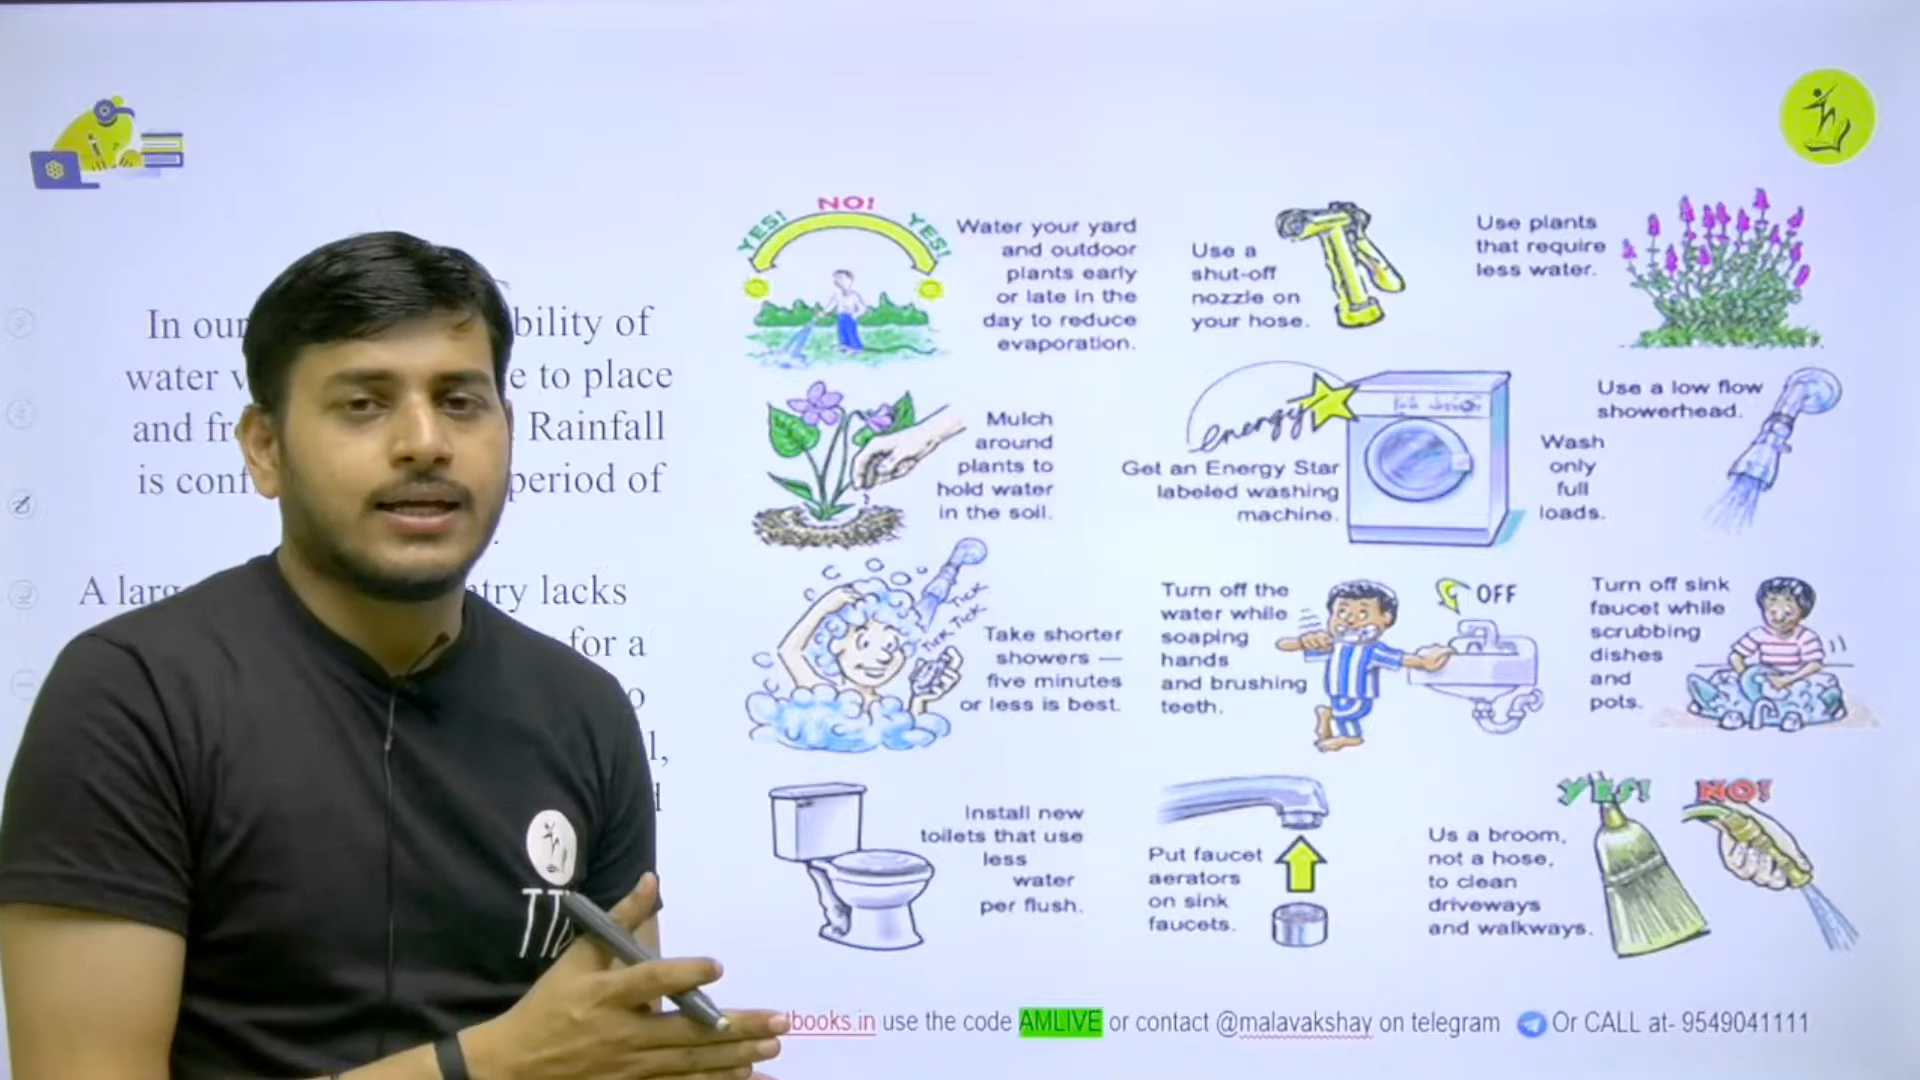 In our
bility of
water
e to place
and
Rainfall
is
period of
A
lacks
for a
YES!
NO!
YES!
Water your yard
and outdoor
plants early
or late in the
day to reduce
evaporation.
Use a
shut-off
nozzle on
your hose.
Use plants
that require
less water.
Mulch
around
plants to
hold water
in the soil.
energy
Get an Energy Star
labeled washing
machine.
Wash
only
full
loads.
Use a low flow
showerhead.
TICK
TICK TICK
Take shorter
showers —
five minutes
or less is best.
Turn off the
water while
soaping
hands
and brushing
teeth.
OFF
Turn off sink
faucet while
scrubbing
dishes
and
pots.
Install new
toilets that use
less
water
per flush.
Put faucet
aerators
on sink
faucets.
Us a broom,
not a hose,
to clean
driveways
and walkways.
YES!
NO!
tbooks.in use the code AMLIVE or contact @malavakshay on telegram Or CALL at- 9549041111